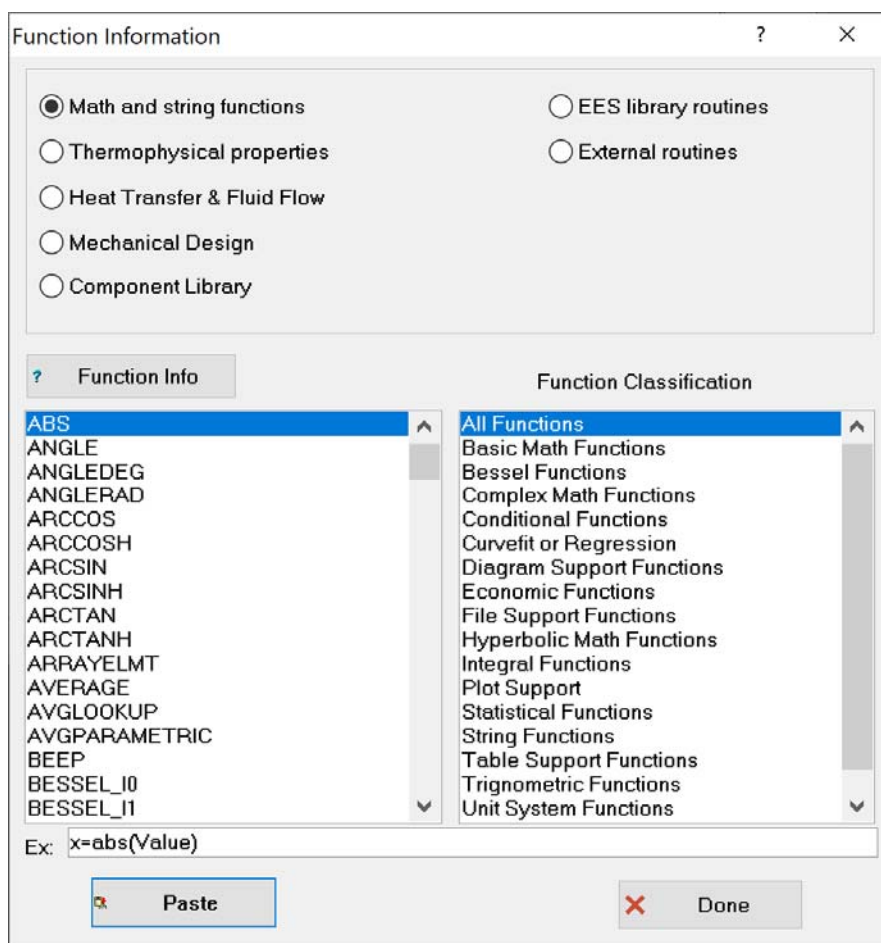 Function Information ? ×
Math and string functions
Thermophysical properties
Heat Transfer & Fluid Flow
Mechanical Design
Component Library
EES library routines
External routines
? Function Info
ABS
ANGLE
ANGLEDEG
ANGLERAD
ARCCOS
ARCCOSH
ARCSIN
ARCSINH
ARCTAN
ARCTANH
ARRAYELMT
AVERAGE
AVGLOOKUP
AVGPARAMETRIC
BEEP
BESSEL_I0
BESSEL_I1
Function Classification
All Functions
Basic Math Functions
Bessel Functions
Complex Math Functions
Conditional Functions
Curvefit or Regression
Diagram Support Functions
Economic Functions
File Support Functions
Hyperbolic Math Functions
Integral Functions
Plot Support
Statistical Functions
String Functions
Table Support Functions
Trignometric Functions
Unit System Functions
Ex: x=abs(Value)
Paste
Done